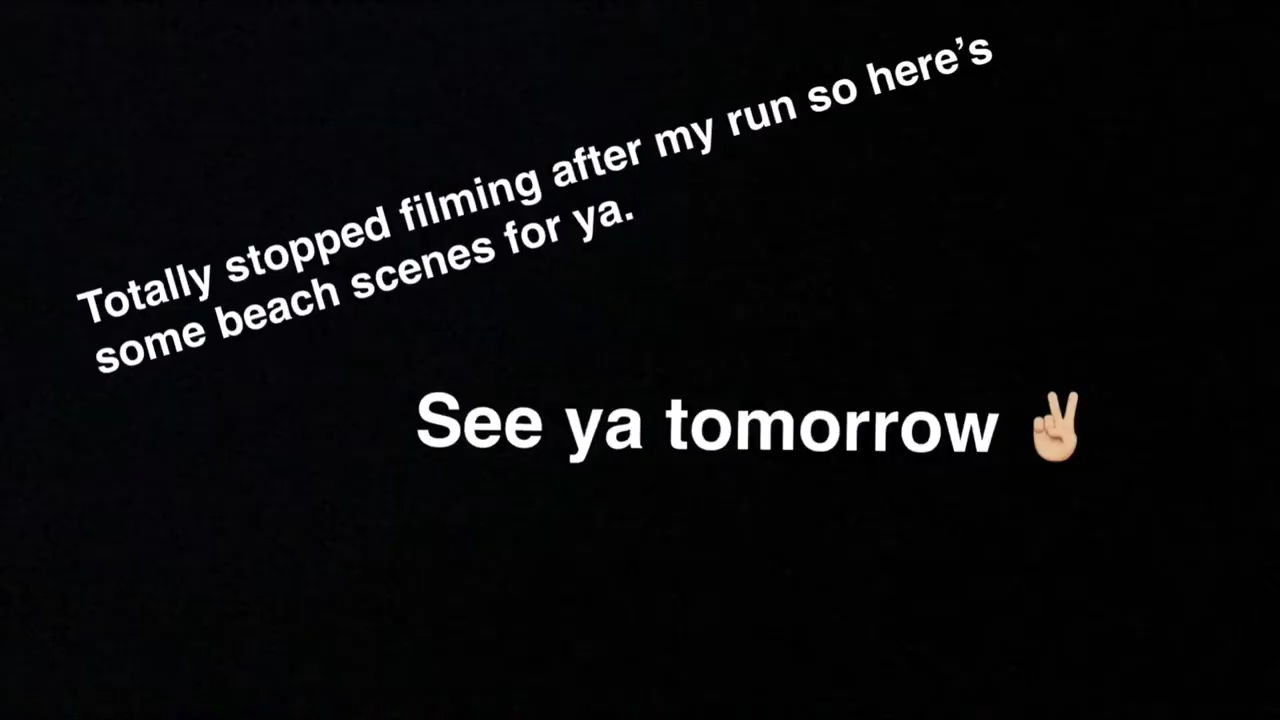 Totally stopped filming after my run so here’s
some beach scenes for ya.
See ya tomorrow ✌🏼